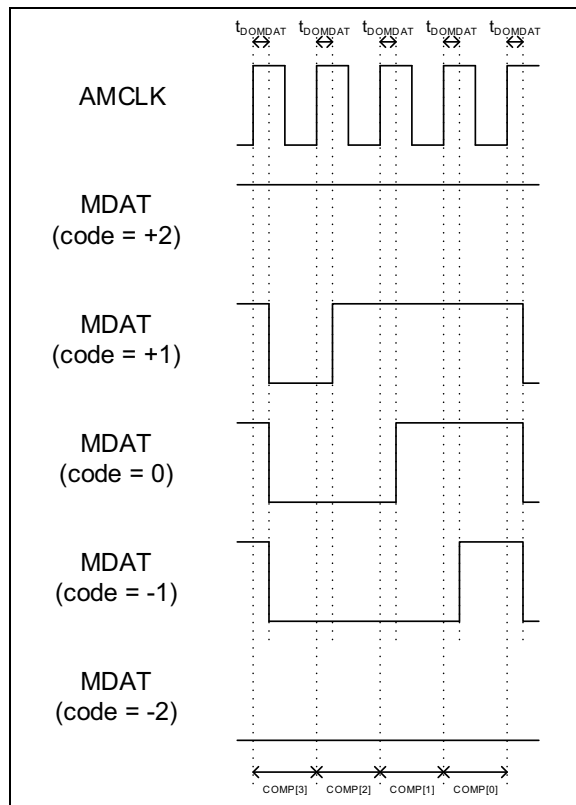 tDOMDAT tDOMDAT tDOMDAT tDOMDAT tDOMDAT
AMCLK
MDAT
(code = +2)
MDAT
(code = +1)
MDAT
(code = 0)
MDAT
(code = -1)
MDAT
(code = -2)
COMP[3] COMP[2] COMP[1] COMP[0]